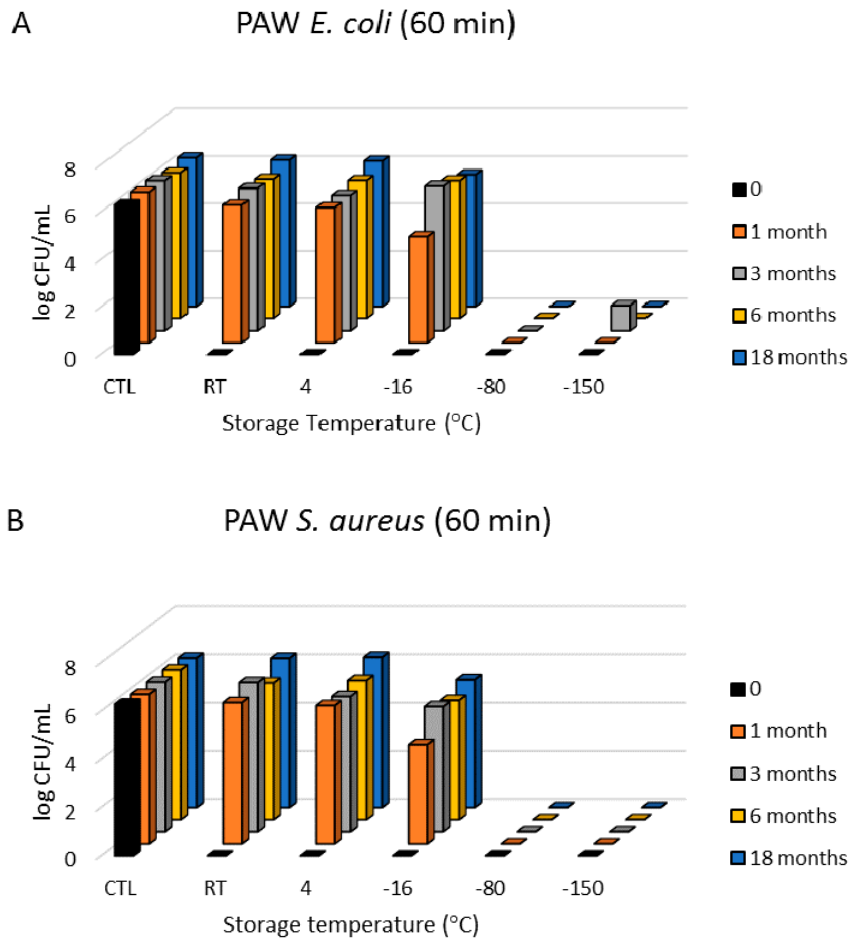 A
PAW E. coli (60 min)
8
6
4
2
0
log CFU/mL
CTL
RT
4
-16
-80
-150
Storage Temperature (°C)
0
1 month
3 months
6 months
18 months
B
PAW S. aureus (60 min)
8
6
4
2
0
log CFU/mL
CTL
RT
4
-16
-80
-150
Storage temperature (°C)
0
1 month
3 months
6 months
18 months